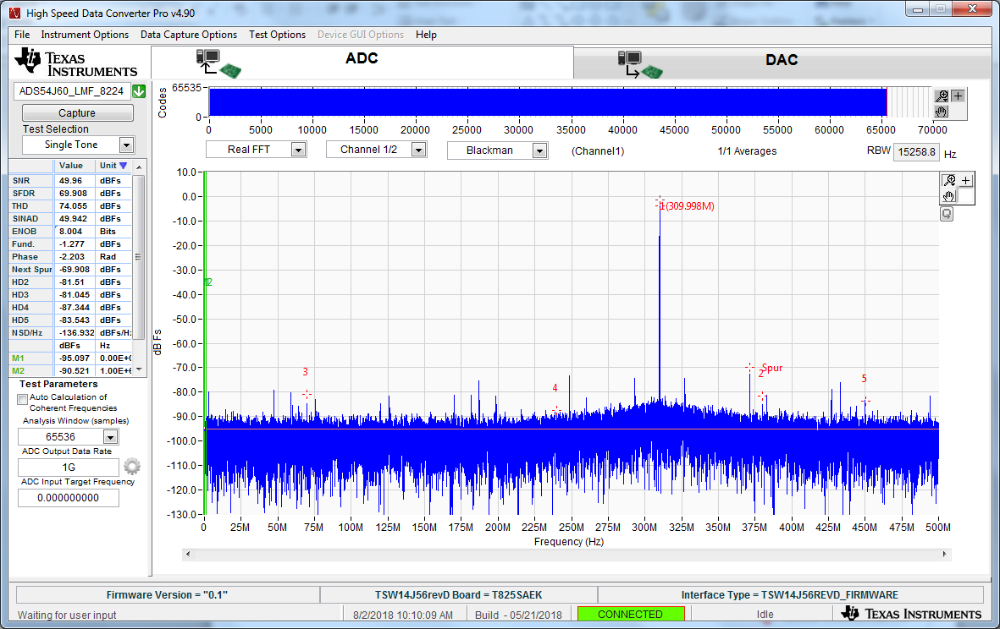 High Speed Data Converter Pro v4.90
File Instrument Options Data Capture Options Test Options Device GUI Options Help
TEXAS INSTRUMENTS
ADC
DAC
ADS54J60_LMF_8224
Capture
Test Selection
Single Tone
Codes
65535
0
0 5000 10000 15000 20000 25000 30000 35000 40000 45000 50000 55000 60000 65000 70000
Real FFT Channel 1/2 Blackman (Channel1) 1/1 Averages RBW 15258.8 Hz
Value Unit
SNR 49.96 dBFs
SFDR 69.908 dBFs
THD 74.055 dBFs
SINAD 49.942 dBFs
ENOB 8.004 Bits
Fund. -1.277 dBFs
Phase -2.203 Rad
Next Spur -69.908 dBFs
HD2 -81.51 dBFs
HD3 -81.045 dBFs
HD4 -87.344 dBFs
HD5 -83.543 dBFs
NSD/Hz -136.932 dBFs/Hz
dBFs Hz
M1 -95.097 0.00E+0
M2 -90.521 1.00E+6
Test Parameters
Auto Calculation of
Coherent Frequencies
Analysis Window (samples)
65536
ADC Output Data Rate
1G
ADC Input Target Frequency
0.000000000
dB Fs
10.0
0.0
-10.0
-20.0
-30.0
-40.0
-50.0
-60.0
-70.0
-80.0
-90.0
-100.0
-110.0
-120.0
-130.0
1(309.998M)
2
3
4
2
Spur
5
0 25M 50M 75M 100M 125M 150M 175M 200M 225M 250M 275M 300M 325M 350M 375M 400M 425M 450M 475M 500M
Frequency (Hz)
Firmware Version = "0.1" TSW14J56revD Board = T825SAEK Interface Type = TSW14J56REVD_FIRMWARE
Waiting for user input 8/2/2018 10:10:09 AM Build - 05/21/2018 CONNECTED Idle TEXAS INSTRUMENTS